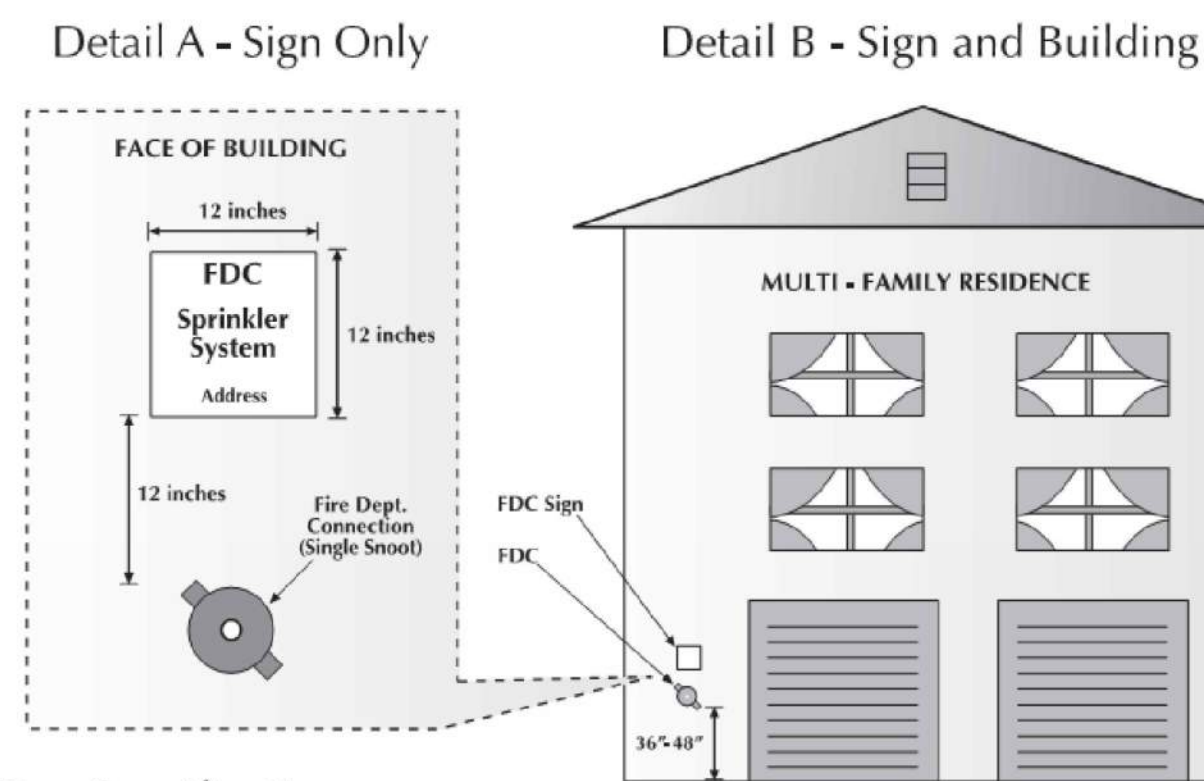 Detail A - Sign Only
FACE OF BUILDING
12 inches
FDC
Sprinkler
System
Address
12 inches
12 inches
Fire Dept.
Connection
(Single Snoot)
Detail B - Sign and Building
MULTI - FAMILY RESIDENCE
FDC Sign
FDC
36"-48"